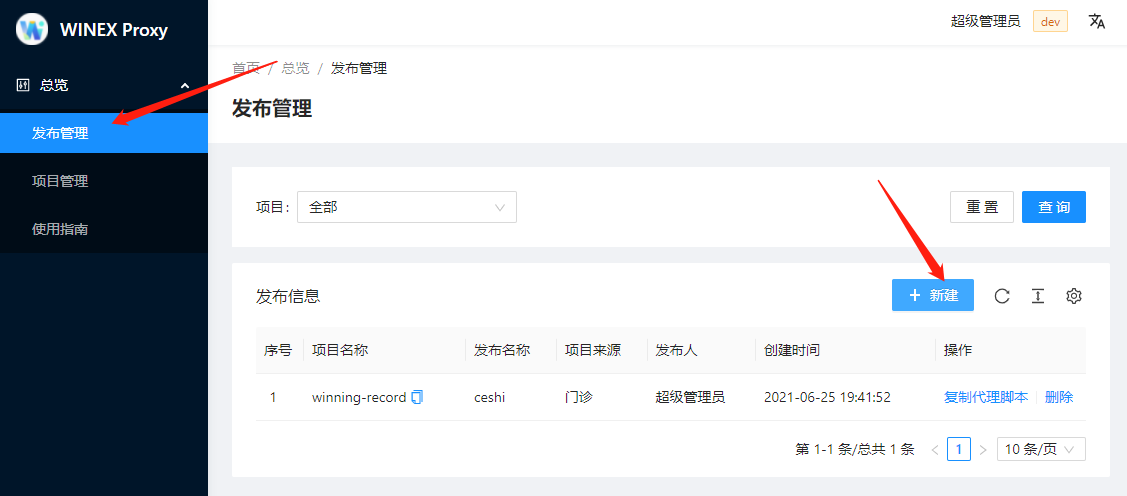 WINEX Proxy
超级管理员 dev
总览
发布管理
项目管理
使用指南
首页 / 总览 / 发布管理
发布管理
项目: 全部 重 置 查 询
发布信息 + 新建
序号 项目名称 发布名称 项目来源 发布人 创建时间 操作
1 winning-record ceshi 门诊 超级管理员 2021-06-25 19:41:52 复制代理脚本 删除
第 1-1 条/总共 1 条 < 1 > 10 条/页